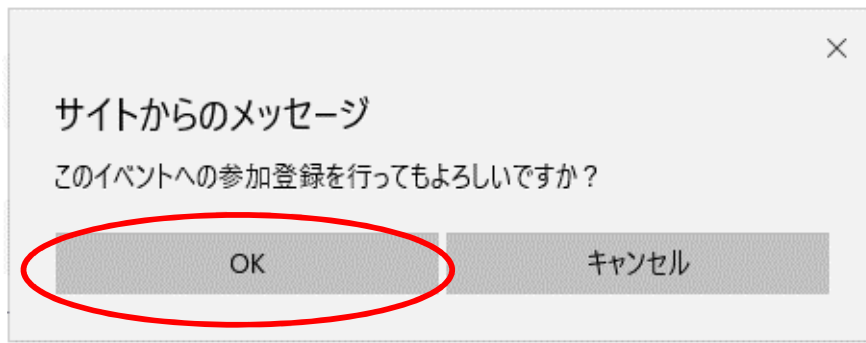 サイトからのメッセージ
このイベントへの参加登録を行ってもよろしいですか？
OK
キャンセル